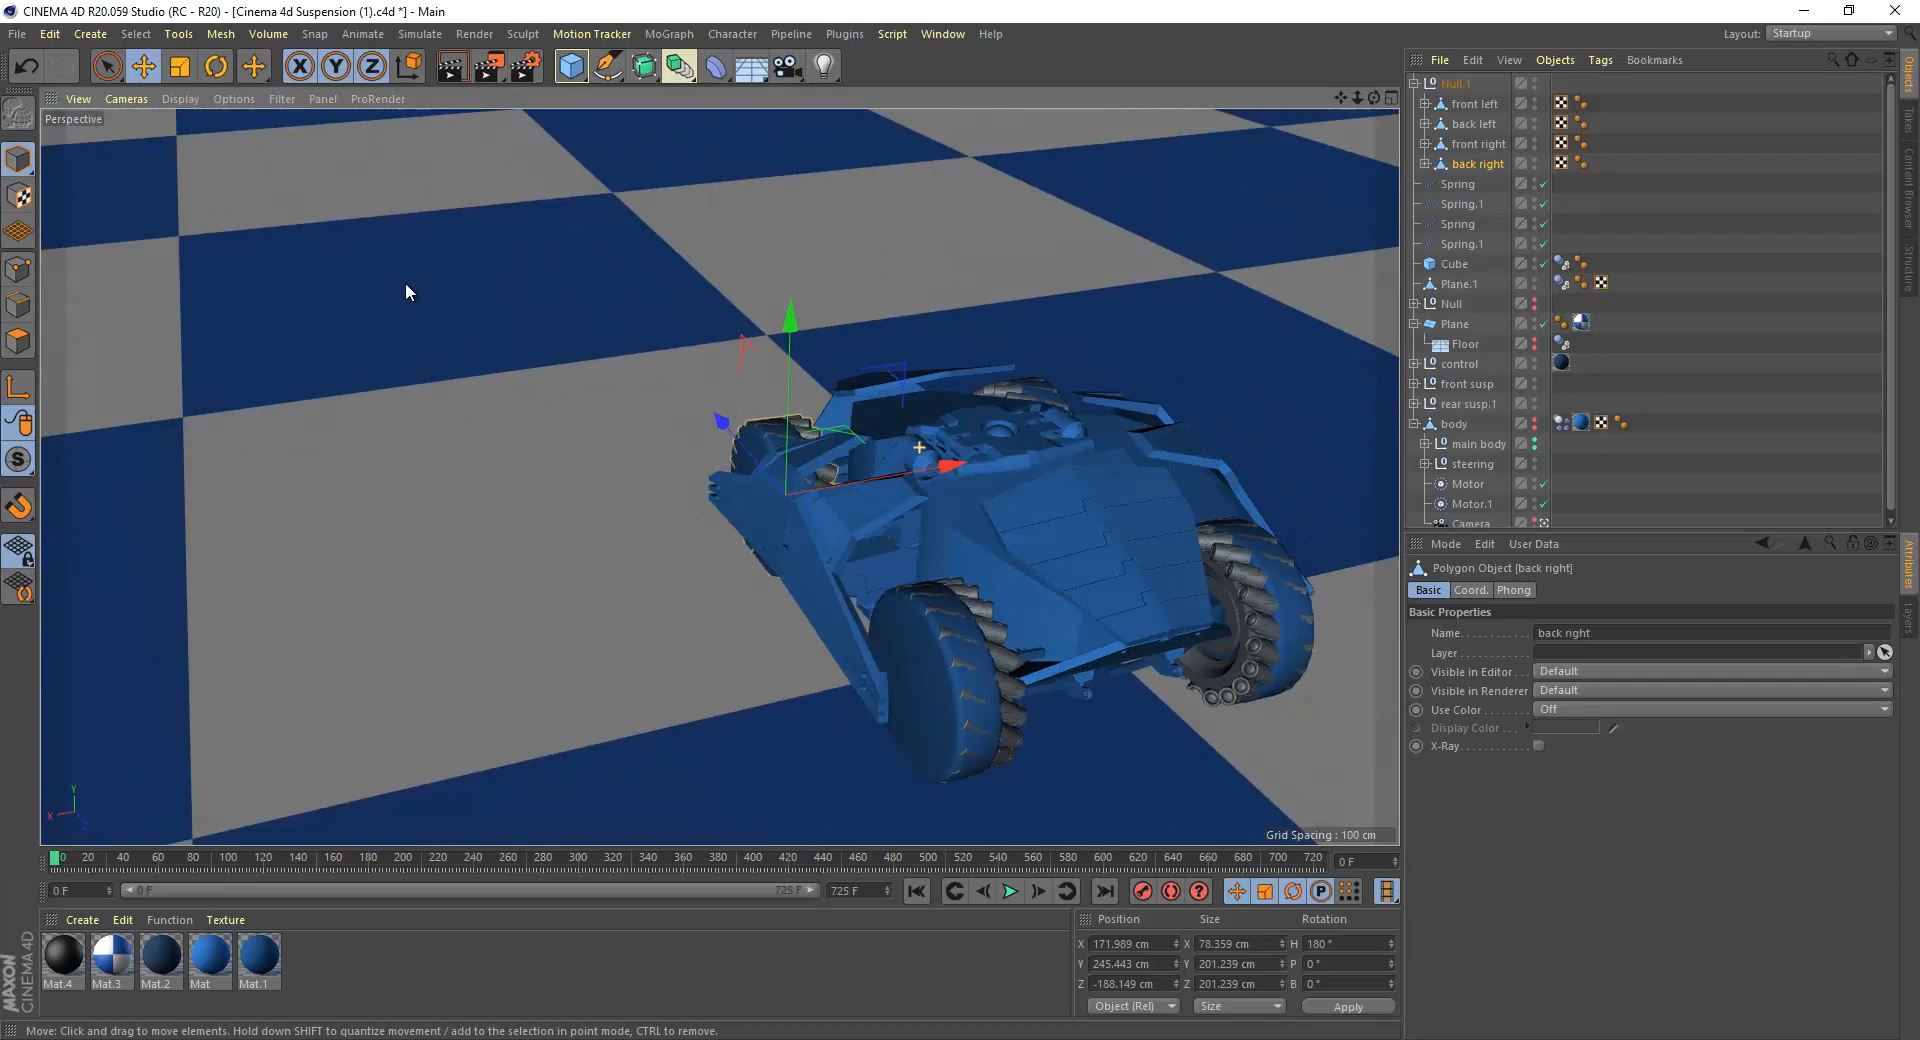 CINEMA 4D R20.059 Studio (RC - R20) - [Cinema 4d Suspension (1).c4d *] - Main
File Edit Create Select Tools Mesh Volume Snap Animate Simulate Render Sculpt Motion Tracker MoGraph Character Pipeline Plugins Script Window Help Layout: Startup
X Y Z
File Edit View Objects Tags Bookmarks
View Cameras Display Options Filter Panel ProRender
Perspective
Null.1
front left
back left
front right
back right
Spring
Spring.1
Spring
Spring.1
Cube
Plane.1
Null
Plane
Floor
control
front susp
rear susp.1
body
main body
steering
Motor
Motor.1
Camera
Objects
Takes
Content Browser
Structure
Mode Edit User Data
Polygon Object [back right]
Basic Coord. Phong
Basic Properties
Name back right
Layer
Visible in Editor Default
Visible in Renderer Default
Use Color Off
Display Color
X-Ray
Attributes
Layers
Y
X
Z
Grid Spacing : 100 cm
0 20 40 60 80 100 120 140 160 180 200 220 240 260 280 300 320 340 360 380 400 420 440 460 480 500 520 540 560 580 600 620 640 660 680 700 720 0 F
0 F 0 F 725 F 725 F P
Create Edit Function Texture
Mat.4 Mat.3 Mat.2 Mat Mat.1
Position Size Rotation
X 171.989 cm X 78.359 cm H 180 °
Y 245.443 cm Y 201.239 cm P 0 °
Z -188.149 cm Z 201.239 cm B 0 °
Object (Rel) Size Apply
MAXON
CINEMA 4D
Move: Click and drag to move elements. Hold down SHIFT to quantize movement / add to the selection in point mode, CTRL to remove.